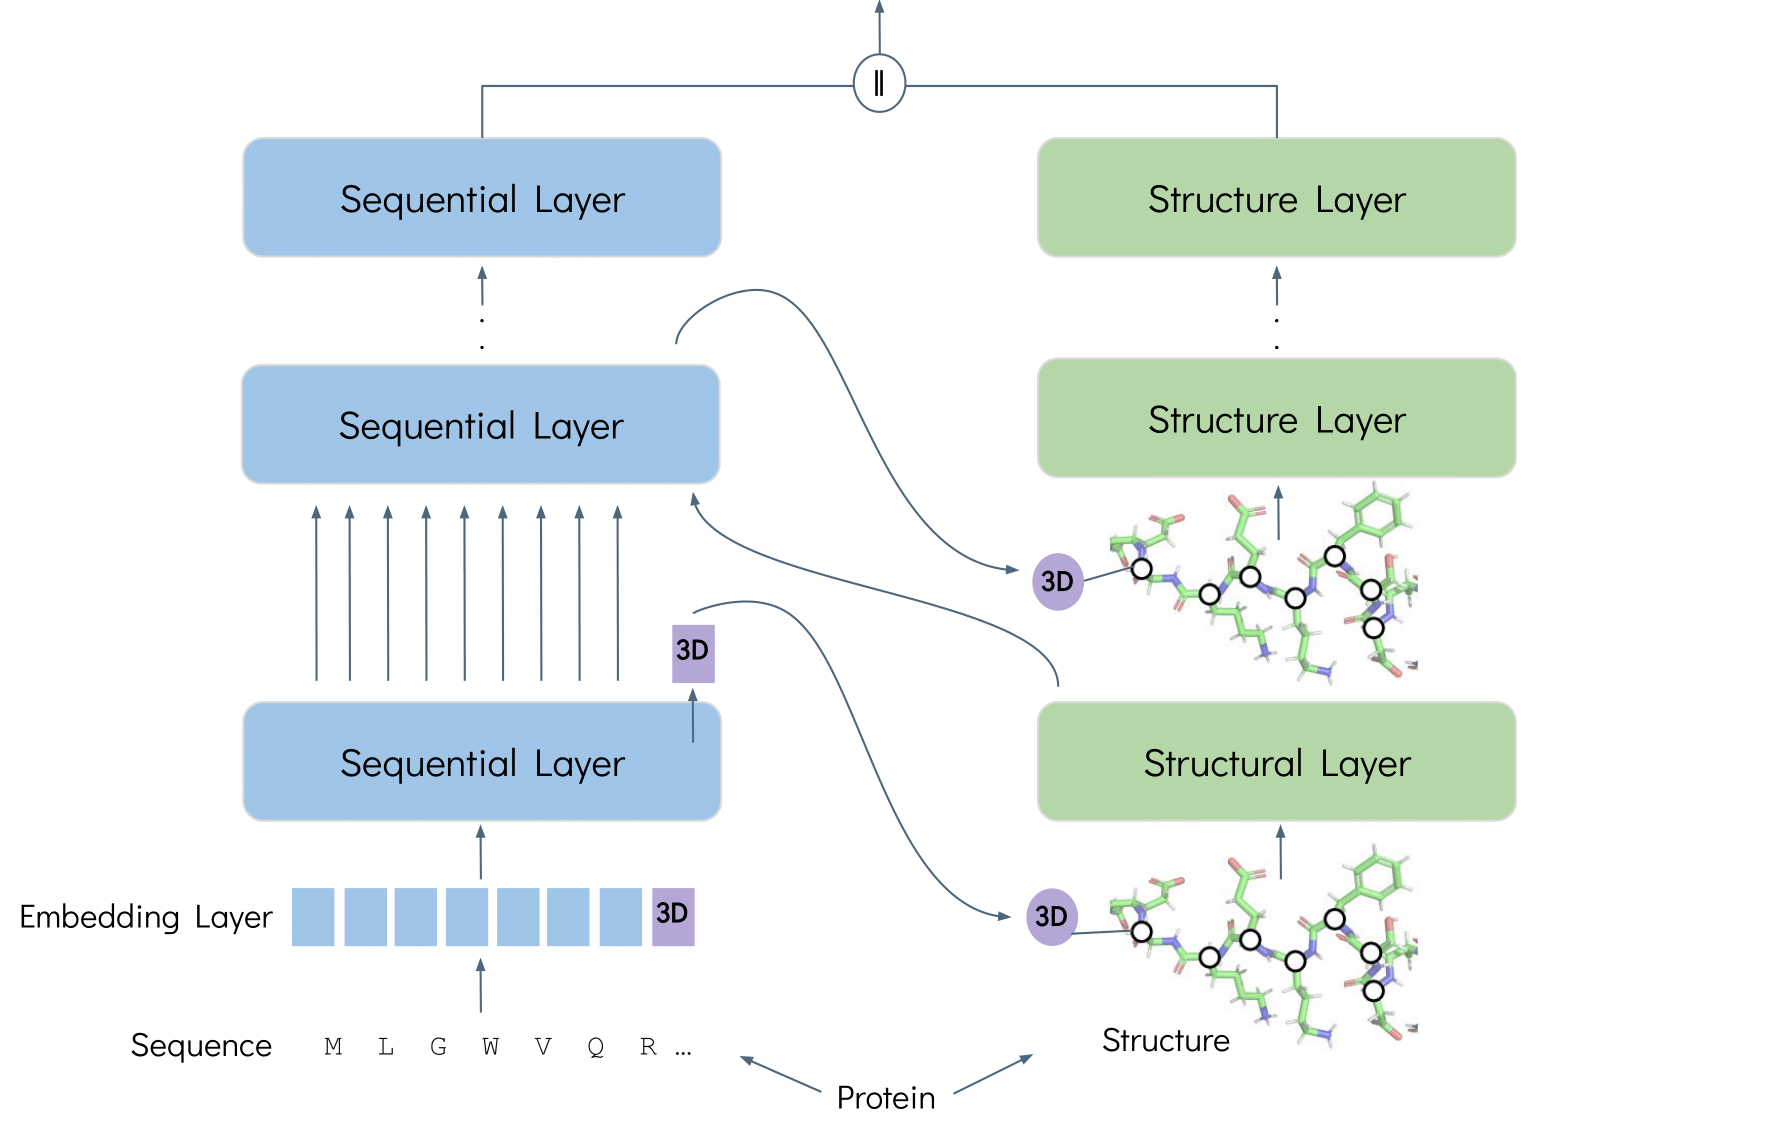 ||
Sequential Layer
Structure Layer
.
.
.
.
Sequential Layer
Structure Layer
3D
3D
Sequential Layer
Structural Layer
Embedding Layer
3D
3D
Sequence M L G W V Q R ...
Structure
Protein